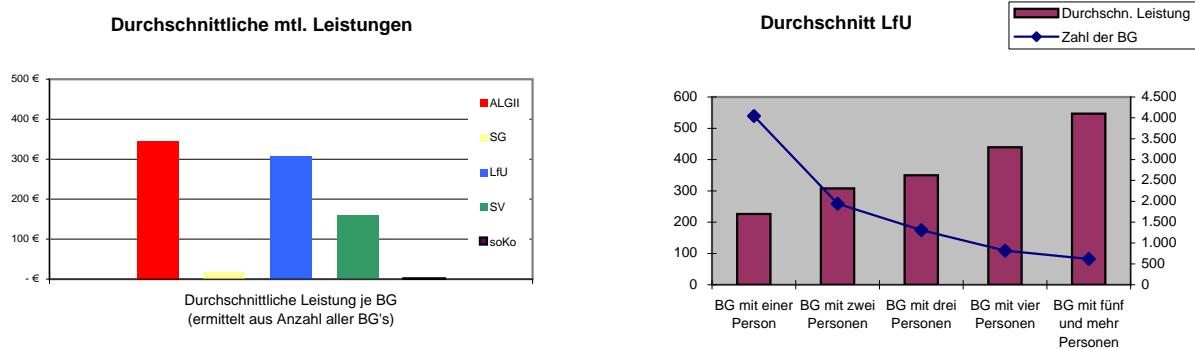 Durchschnittliche mtl. Leistungen
500 €
400 €
300 €
200 €
100 €
- €
ALGII
SG
LfU
SV
soKo
Durchschnittliche Leistung je BG
(ermittelt aus Anzahl aller BG's)
Durchschnitt LfU
Durchschn. Leistung
Zahl der BG
600
500
400
300
200
100
0
4.500
4.000
3.500
3.000
2.500
2.000
1.500
1.000
500
0
BG mit einer
Person
BG mit zwei
Personen
BG mit drei
Personen
BG mit vier
Personen
BG mit fünf
und mehr
Personen